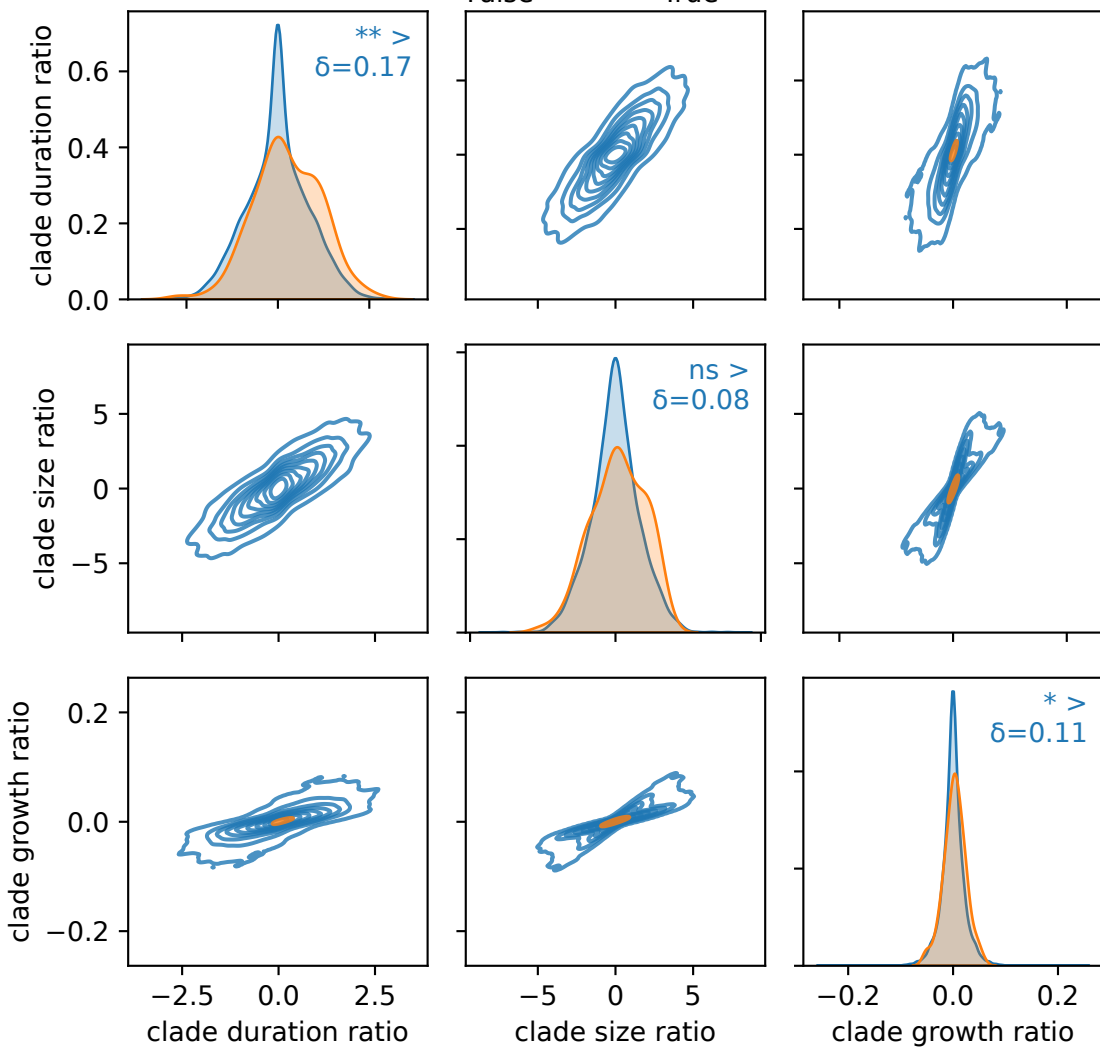 clade duration ratio
0.6
0.4
0.2
0.0
** >
δ=0.17
clade size ratio
5
0
−5
ns >
δ=0.08
clade growth ratio
0.2
0.0
−0.2
* >
δ=0.11
−2.5 0.0 2.5
−5 0 5
−0.2 0.0 0.2
clade duration ratio
clade size ratio
clade growth ratio